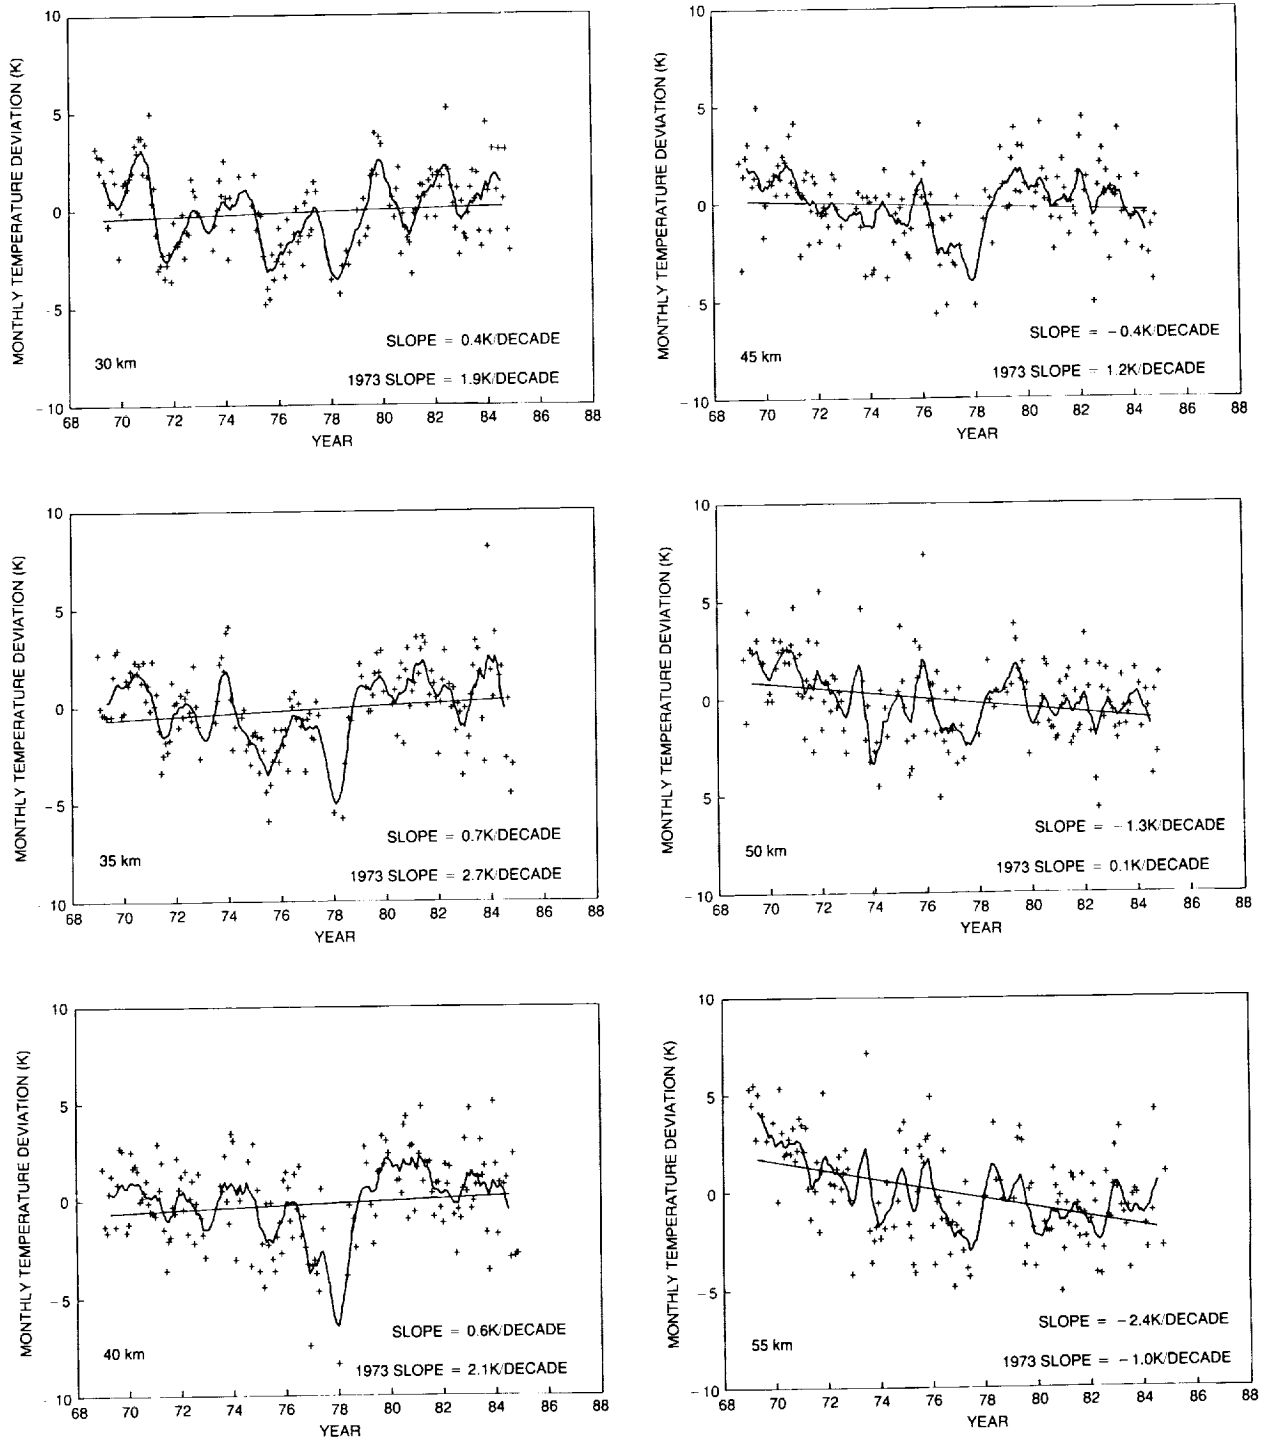 10
5
0
- 5
- 10
MONTHLY TEMPERATURE DEVIATION (K)
30 km
SLOPE = 0.4K/DECADE
1973 SLOPE = 1.9K/DECADE
68 70 72 74 76 78 80 82 84 86 88
YEAR
10
5
0
- 5
- 10
MONTHLY TEMPERATURE DEVIATION (K)
45 km
SLOPE = -0.4K/DECADE
1973 SLOPE = 1.2K/DECADE
68 70 72 74 76 78 80 82 84 86 88
YEAR
10
5
0
- 5
10
MONTHLY TEMPERATURE DEVIATION (K)
35 km
SLOPE = 0.7K/DECADE
1973 SLOPE = 2.7K/DECADE
68 70 72 74 76 78 80 82 84 86 88
YEAR
10
5
0
5
- 10
MONTHLY TEMPERATURE DEVIATION (K)
50 km
SLOPE = -1.3K/DECADE
1973 SLOPE = 0.1K/DECADE
68 70 72 74 76 78 80 82 84 86 88
YEAR
10
5
0
- 5
- 10
MONTHLY TEMPERATURE DEVIATION (K)
40 km
SLOPE = 0.6K/DECADE
1973 SLOPE = 2.1K/DECADE
68 70 72 74 76 78 80 82 84 86 88
YEAR
10
5
0
- 5
- 10
MONTHLY TEMPERATURE DEVIATION (K)
55 km
SLOPE = -2.4K/DECADE
1973 SLOPE = -1.0K/DECADE
68 70 72 74 76 78 80 82 84 86 88
YEAR